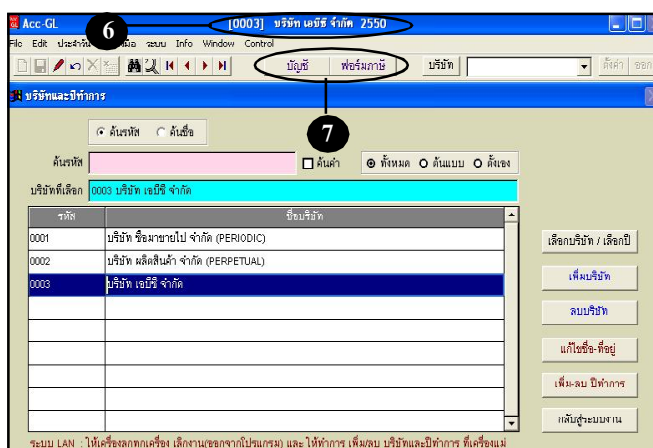 Acc-GL [0003] บริษัท เอบีซี จำกัด 2550
6
File Edit ประจำวัน มือ ระบบ Info Window Control
บัญชี ฟอร์มภาษี บริษัท ตั้งค่า ออก
บริษัทและปีทำการ
7
ค้นรหัส ค้นชื่อ
ค้นรหัส ค้นคำ ทั้งหมด ต้นแบบ ตั้งเอง
บริษัทที่เลือก 0003 บริษัท เอบีซี จำกัด
รหัส ชื่อบริษัท
0001 บริษัท ซื้อมาขายไป จำกัด (PERIODIC)
0002 บริษัท ผลิตสินค้า จำกัด (PERPETUAL)
0003 บริษัท เอบีซี จำกัด
เลือกบริษัท / เลือกปี
เพิ่มบริษัท
ลบบริษัท
แก้ไขชื่อ-ที่อยู่
เพิ่ม-ลบ ปีทำการ
กลับสู่ระบบงาน
ระบบ LAN : ให้เครื่องลูกทุกเครื่อง เลิกงาน(ออกจากโปรแกรม) และ ให้ทำการ เพิ่ม/ลบ บริษัทและปีทำการ ที่เครื่องแม่